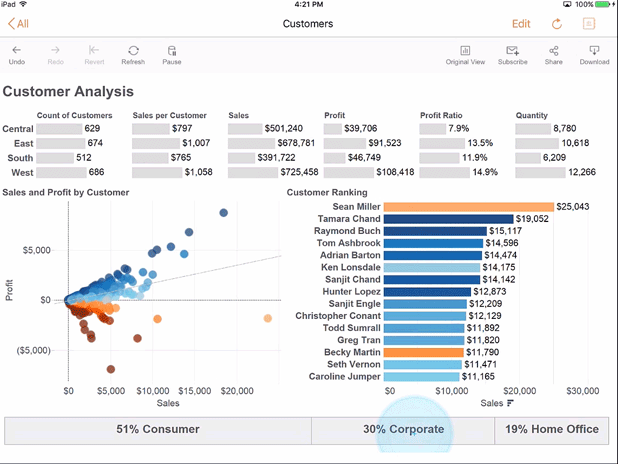 iPad 4:21 PM 100%
All Customers Edit
Undo Redo Revert Refresh Pause Original View Subscribe Share Download
Customer Analysis
Count of Customers Sales per Customer Sales Profit Profit Ratio Quantity
Central 629 $797 $501,240 $39,706 7.9% 8,780
East 674 $1,007 $678,781 $91,523 13.5% 10,618
South 512 $765 $391,722 $46,749 11.9% 6,209
West 686 $1,058 $725,458 $108,418 14.9% 12,266
Sales and Profit by Customer
Profit
$5,000
$0
($5,000)
$0 $5,000 $10,000 $15,000 $20,000
Sales
Customer Ranking
Sean Miller $25,043
Tamara Chand $19,052
Raymond Buch $15,117
Tom Ashbrook $14,596
Adrian Barton $14,474
Ken Lonsdale $14,175
Sanjit Chand $14,142
Hunter Lopez $12,873
Sanjit Engle $12,209
Christopher Conant $12,129
Todd Sumrall $11,892
Greg Tran $11,820
Becky Martin $11,790
Seth Vernon $11,471
Caroline Jumper $11,165
$0 $10,000 $20,000 $30,000
Sales
51% Consumer 30% Corporate 19% Home Office